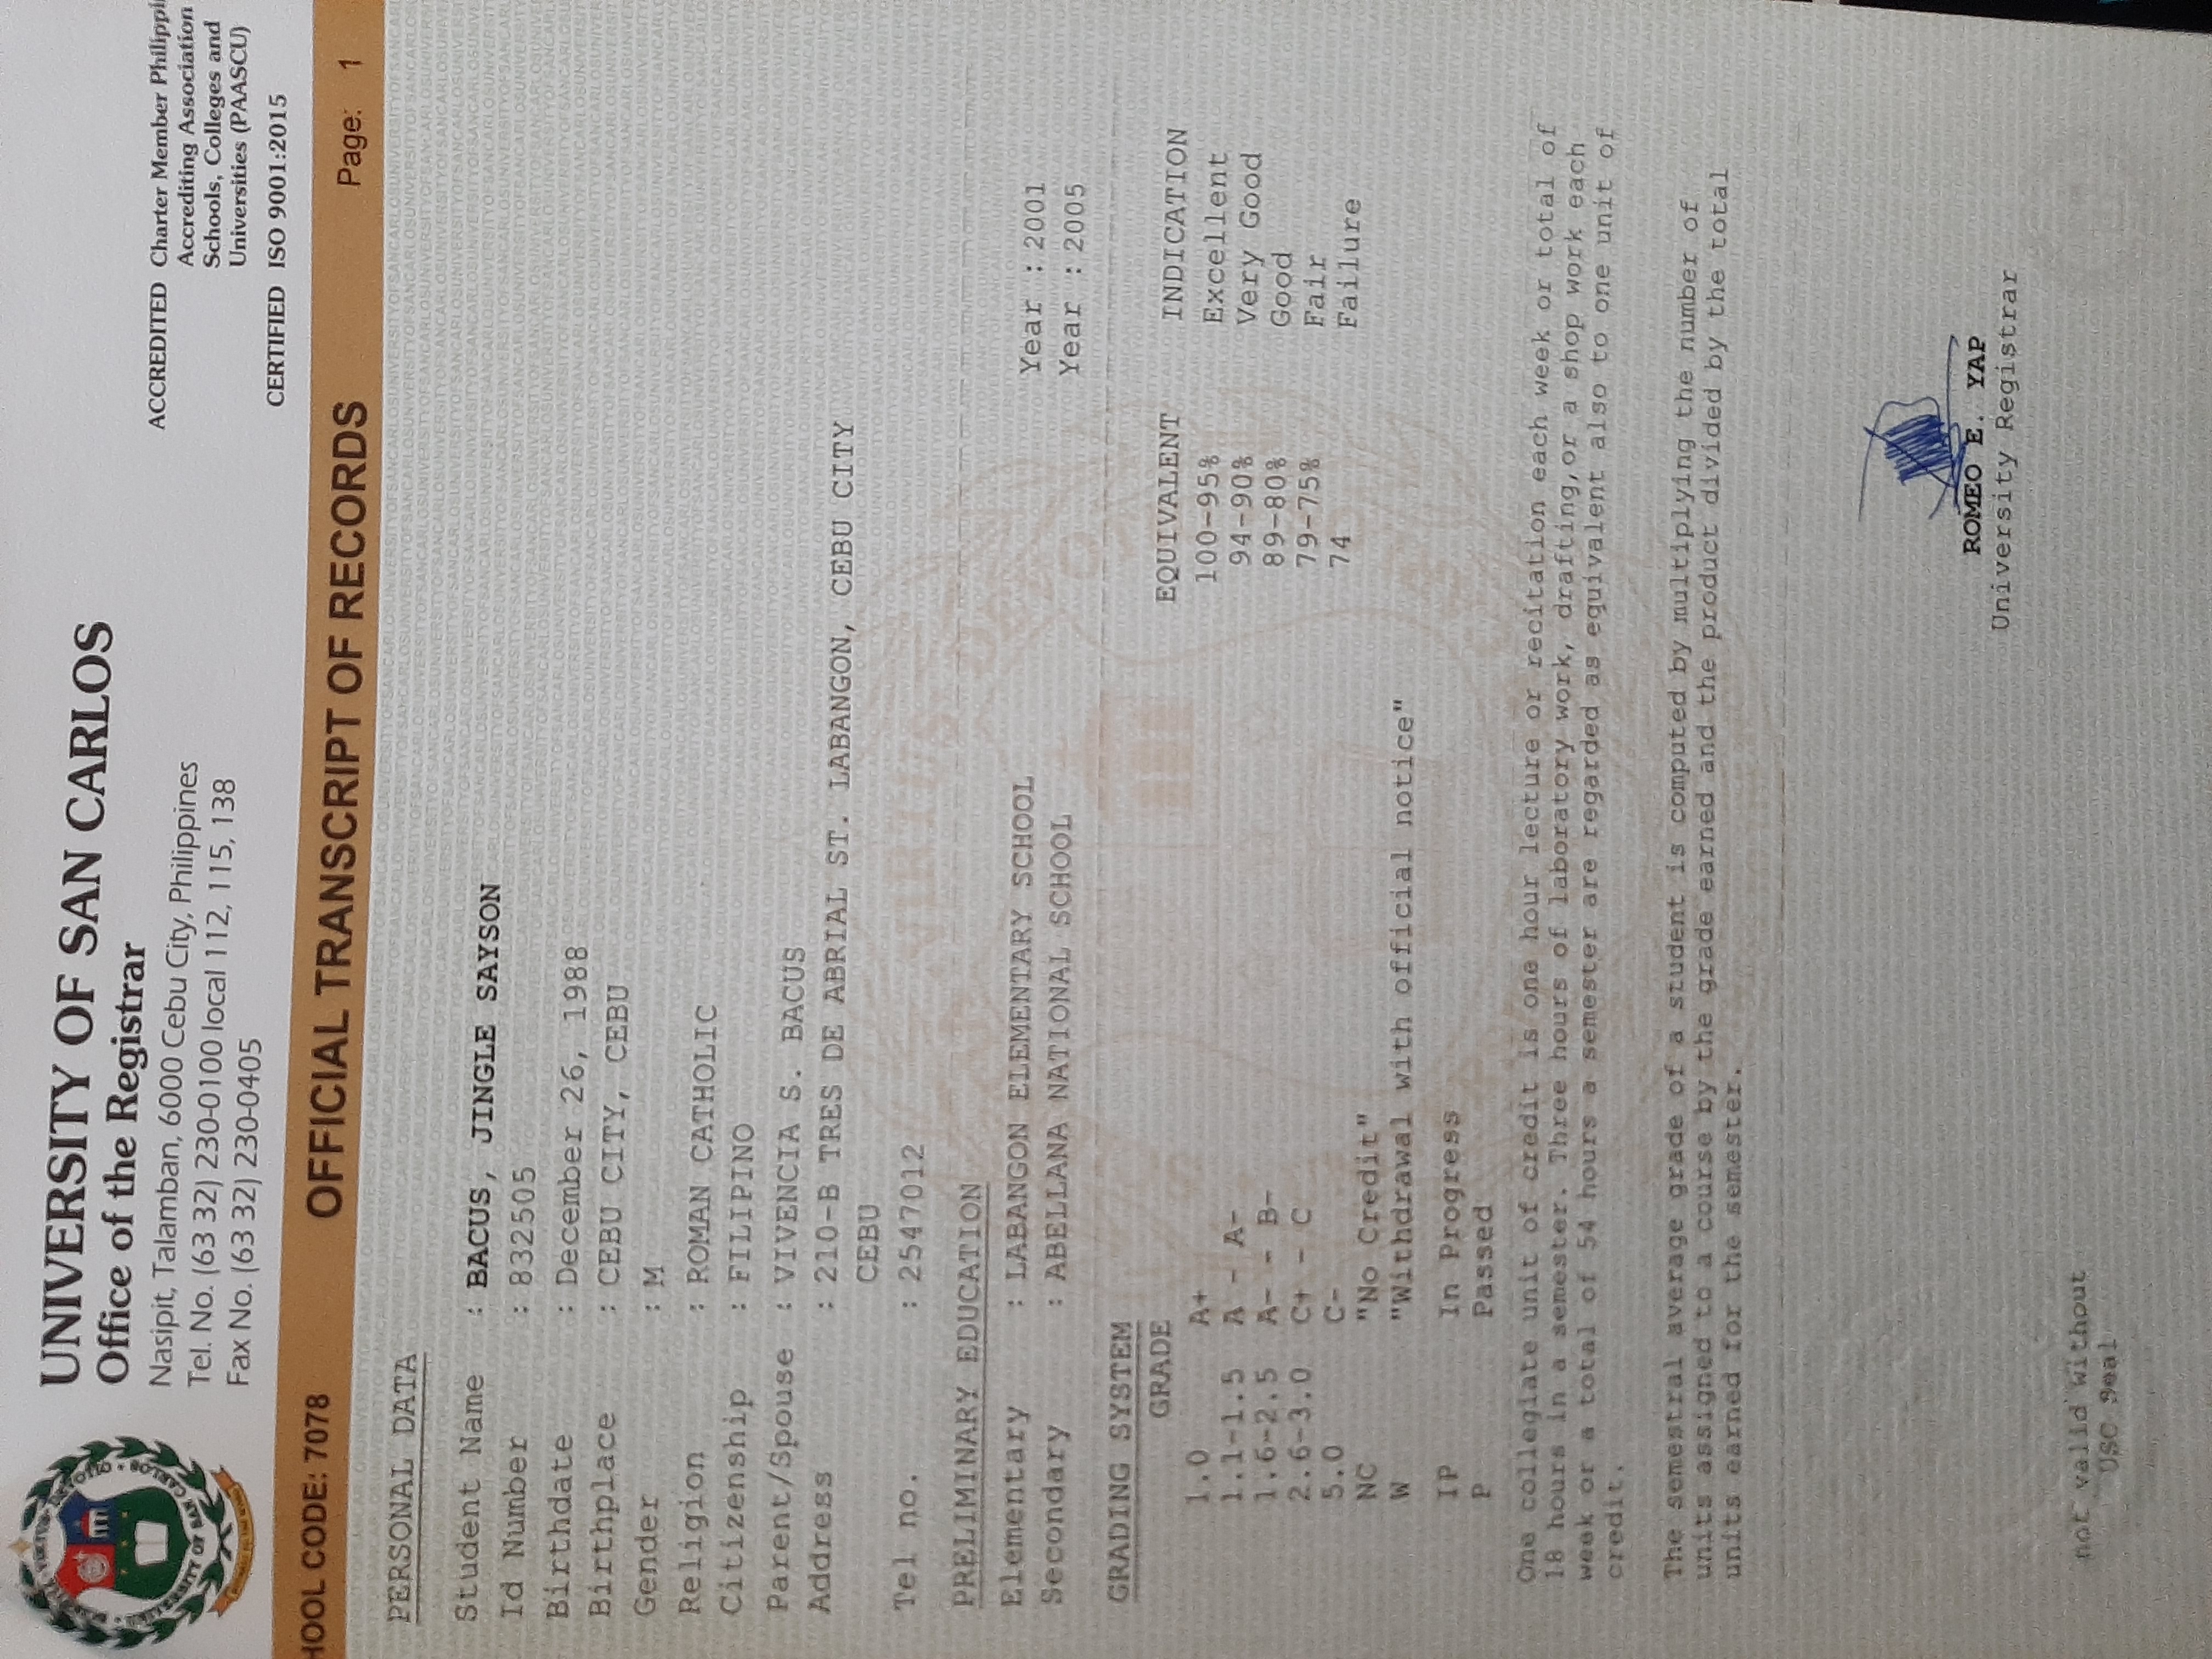 UNIVERSITY OF SAN CARLOS
Office of the Registrar
Nasipit, Talamban, 6000 Cebu City, Philippines
Tel. No. (63 32) 230-0100 local 112, 115, 138
Fax No. (63 32) 230-0405
ACCREDITED Charter Member Philippi
Accrediting Association
Schools, Colleges and
Universities (PAASCU)
CERTIFIED ISO 9001:2015
HOOL CODE: 7078 OFFICIAL TRANSCRIPT OF RECORDS Page: 1
PERSONAL DATA
Student Name : BACUS, JINGLE SAYSON
Id Number : 832505
Birthdate : December 26, 1988
Birthplace : CEBU CITY, CEBU
Gender : M
Religion : ROMAN CATHOLIC
Citizenship : FILIPINO
Parent/Spouse : VIVENCIA S. BACUS
Address : 210-B TRES DE ABRIAL ST. LABANGON, CEBU CITY
CEBU
Tel no. : 2547012
PRELIMINARY EDUCATION
Elementary : LABANGON ELEMENTARY SCHOOL Year : 2001
Secondary : ABELLANA NATIONAL SCHOOL Year : 2005
GRADING SYSTEM
GRADE EQUIVALENT INDICATION
1.0 A+ 100-95% Excellent
1.1-1.5 A - A- 94-90% Very Good
1.6-2.5 A- - B- 89-80% Good
2.6-3.0 C+ - C 79-75% Fair
5.0 C- 74 Failure
NC "No Credit"
W "Withdrawal with official notice"
IP In Progress
P Passed
One collegiate unit of credit is one hour lecture or recitation each week or total of
18 hours in a semester. Three hours of laboratory work, drafting,or a shop work each
week or a total of 54 hours a semester are regarded as equivalent also to one unit of
credit.
The semestral average grade of a student is computed by multiplying the number of
units assigned to a course by the grade earned and the product divided by the total
units earned for the semester.
ROMEO E. YAP
University Registrar
not valid without
USC Seal